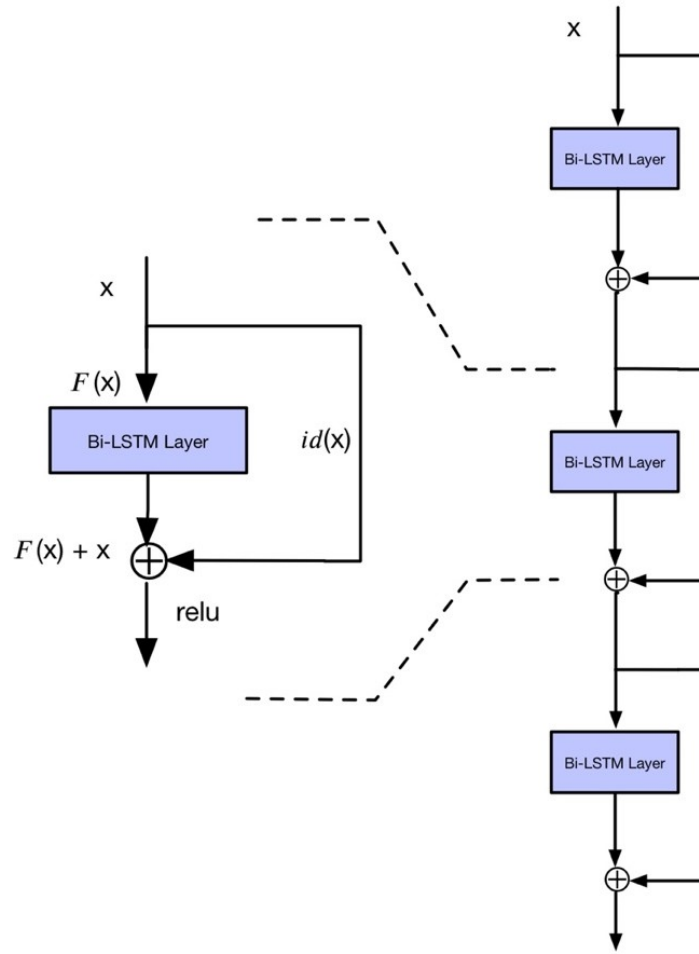 x
F(x)
Bi-LSTM Layer
id(x)
F(x) + x
relu
x
Bi-LSTM Layer
Bi-LSTM Layer
Bi-LSTM Layer